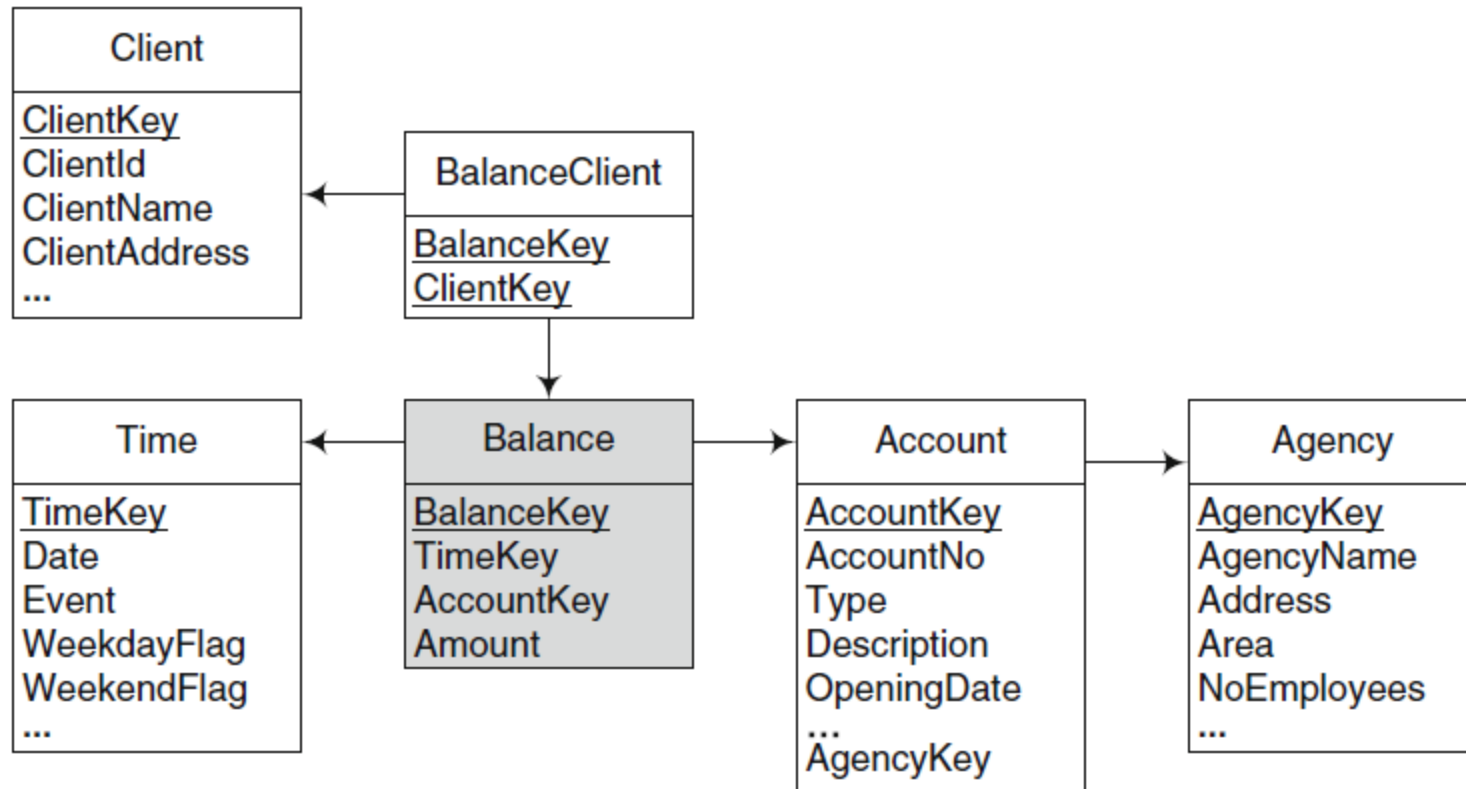 Client
ClientKey
ClientId
ClientName
ClientAddress
...
BalanceClient
BalanceKey
ClientKey
Time
TimeKey
Date
Event
WeekdayFlag
WeekendFlag
...
Balance
BalanceKey
TimeKey
AccountKey
Amount
Account
AccountKey
AccountNo
Type
Description
OpeningDate
...
AgencyKey
Agency
AgencyKey
AgencyName
Address
Area
NoEmployees
...